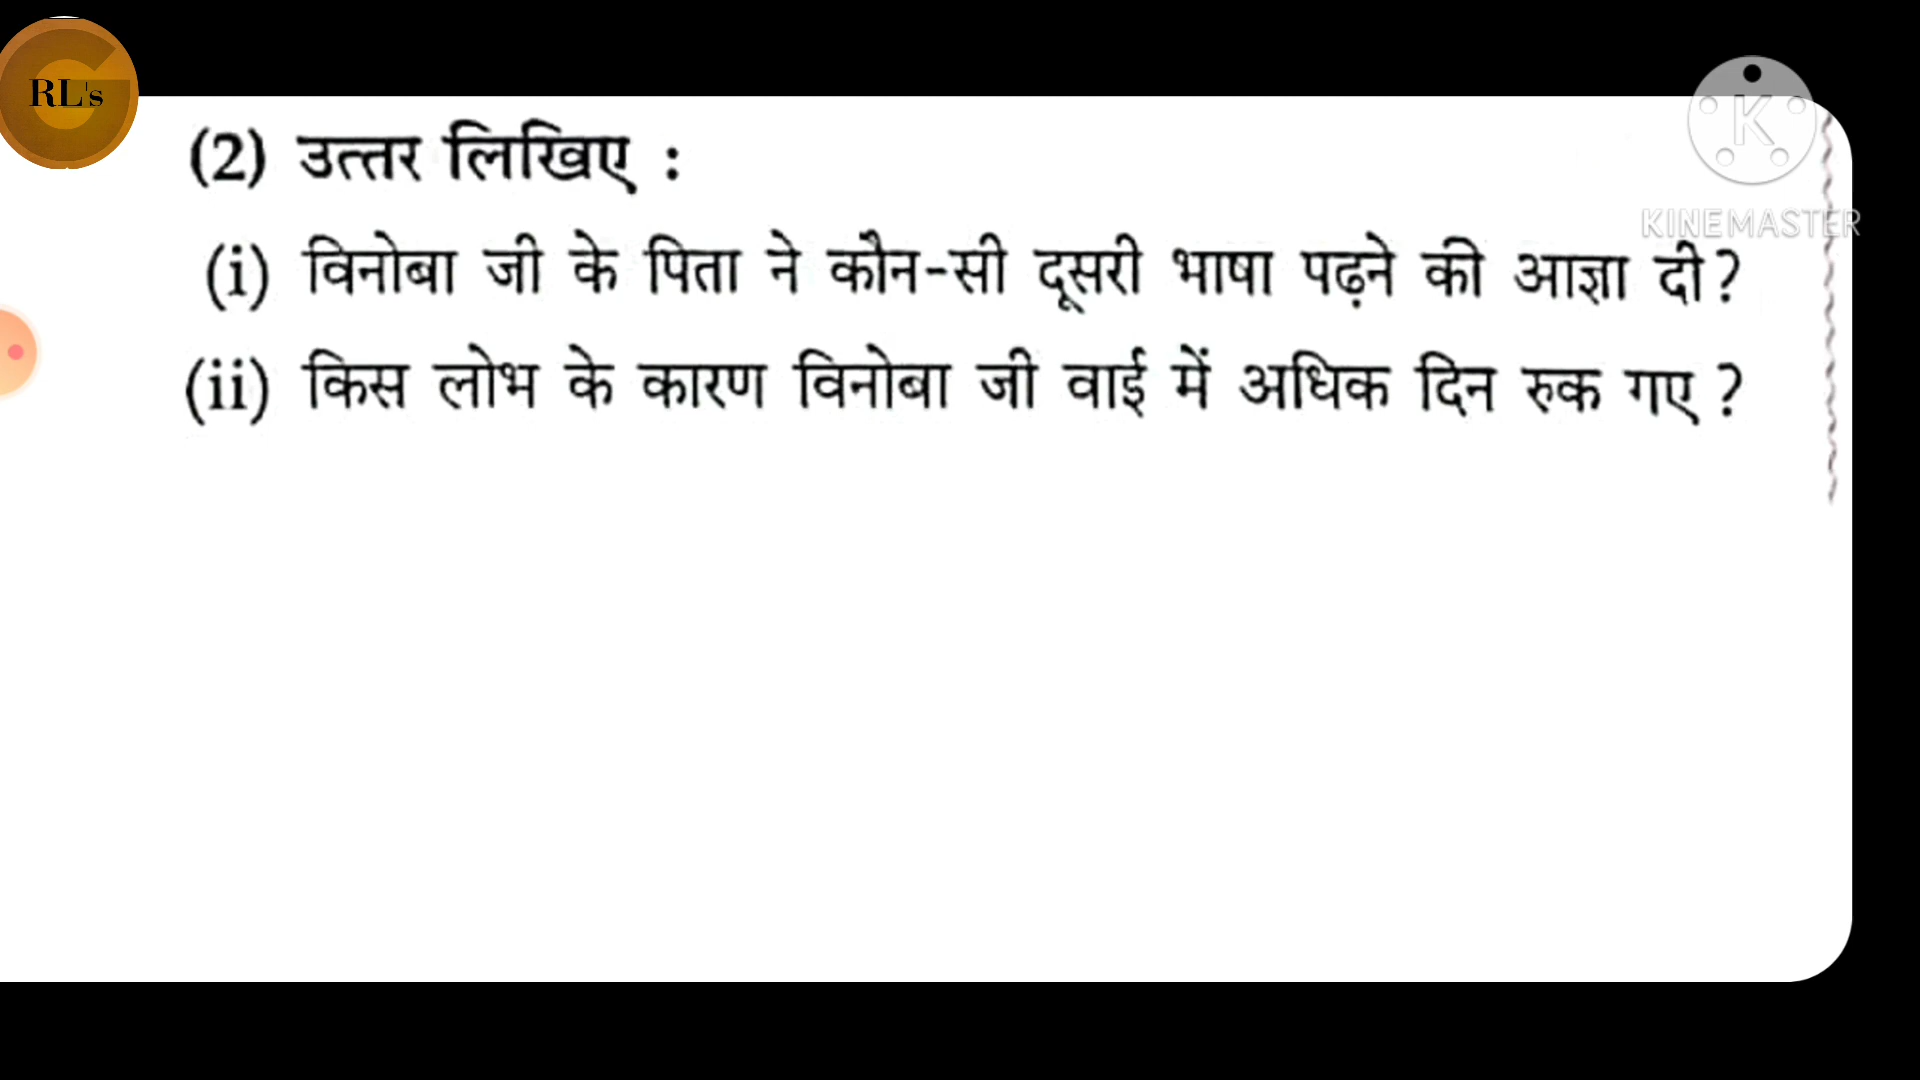 RL's
KINEMASTER
(2) उत्तर लिखिए :
(i) विनोबा जी के पिता ने कौन-सी दूसरी भाषा पढ़ने की आज्ञा दी?
(ii) किस लोभ के कारण विनोबा जी वाई में अधिक दिन रुक गए ?